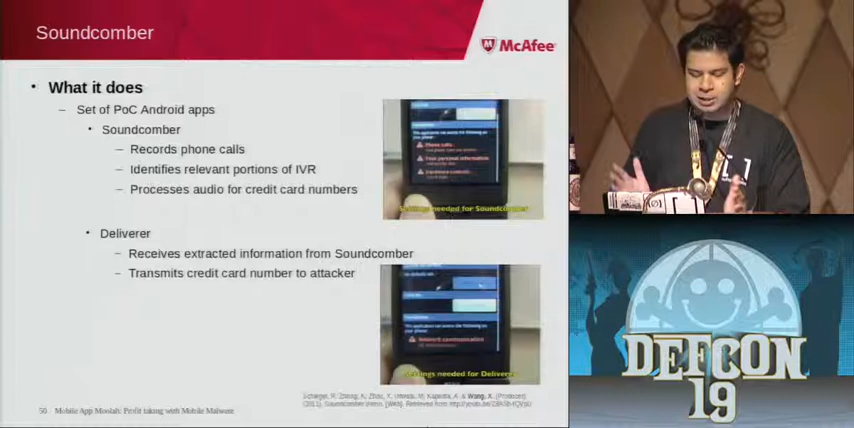 Soundcomber
McAfee
• What it does
– Set of PoC Android apps
• Soundcomber
– Records phone calls
– Identifies relevant portions of IVR
– Processes audio for credit card numbers
Settings needed for Soundcomber
• Deliverer
– Receives extracted information from Soundcomber
– Transmits credit card number to attacker
Settings needed for Deliverer
50 Mobile App Moolah: Profit taking with Mobile Malware
DEFCON
19